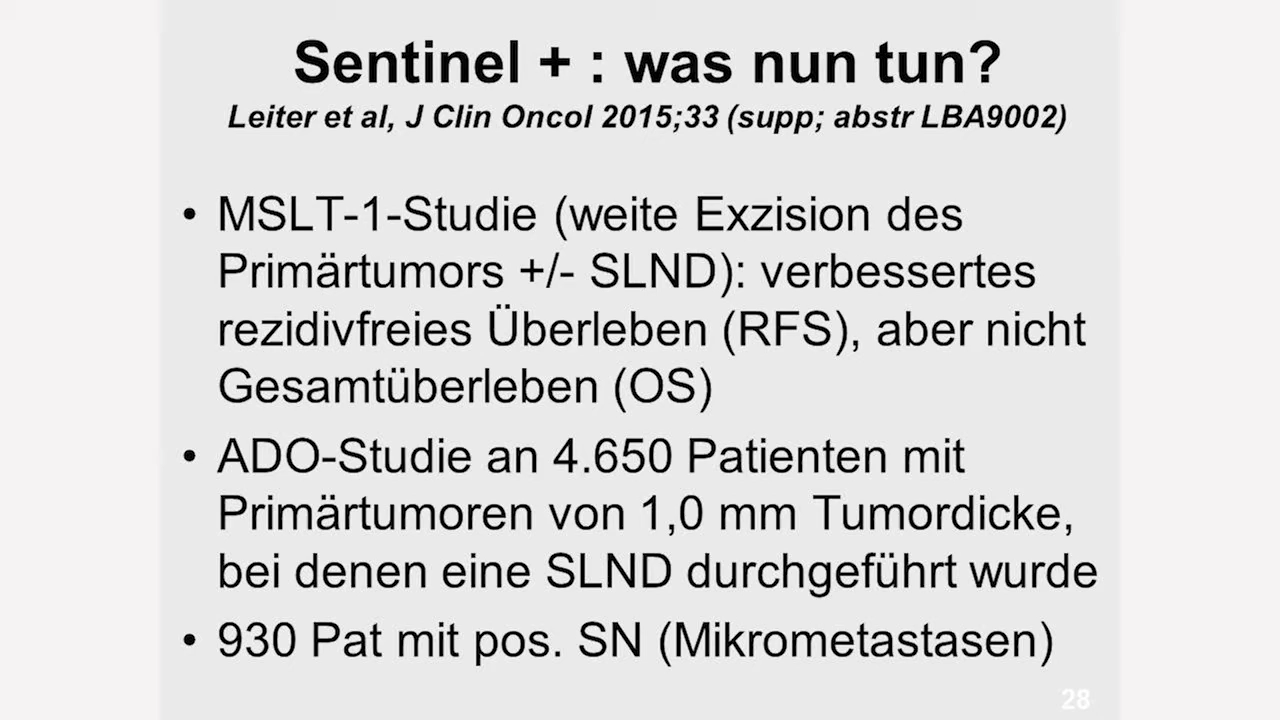 Sentinel + : was nun tun?
Leiter et al, J Clin Oncol 2015;33 (supp; abstr LBA9002)
• MSLT-1-Studie (weite Exzision des
Primärtumors +/- SLND): verbessertes
rezidivfreies Überleben (RFS), aber nicht
Gesamtüberleben (OS)
• ADO-Studie an 4.650 Patienten mit
Primärtumoren von 1,0 mm Tumordicke,
bei denen eine SLND durchgeführt wurde
• 930 Pat mit pos. SN (Mikrometastasen)
28